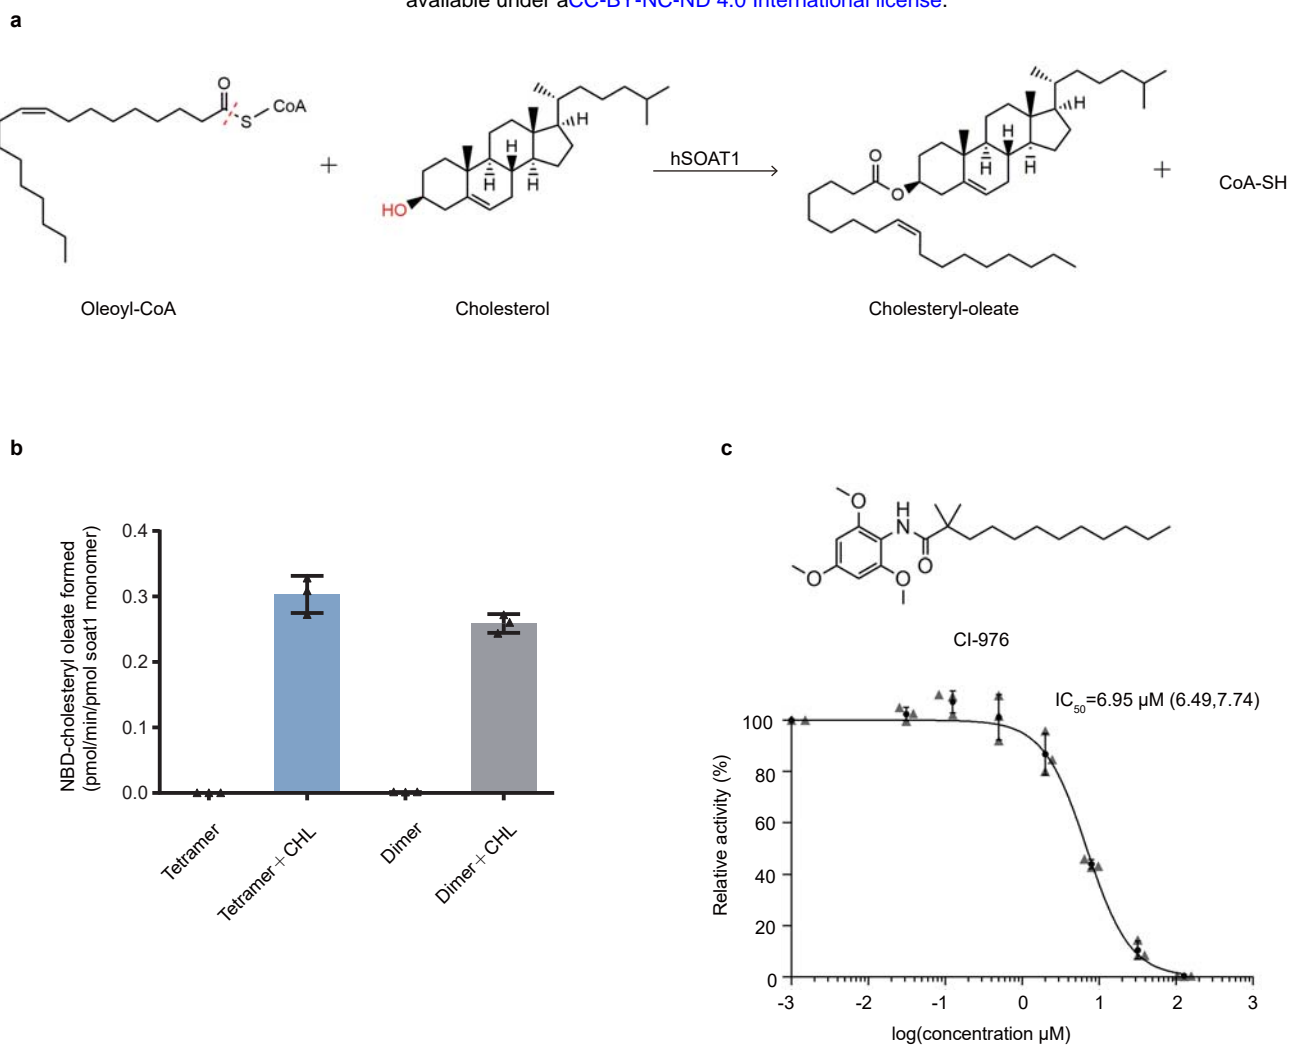 available under aCC-BY-NC-ND 4.0 International license.
a
O
S
CoA
+
HO
H
H
H
H
hSOAT1
O
O
H
H
H
H
+
CoA-SH
Oleoyl-CoA
Cholesterol
Cholesteryl-oleate
b
NBD-cholesteryl oleate formed
(pmol/min/pmol soat1 monomer)
0.4
0.3
0.2
0.1
0.0
Tetramer
Tetramer+CHL
Dimer
Dimer+CHL
c
O
H
N
O
O
O
CI-976
IC50=6.95 µM (6.49,7.74)
Relative activity (%)
100
80
60
40
20
0
-3 -2 -1 0 1 2 3
log(concentration µM)